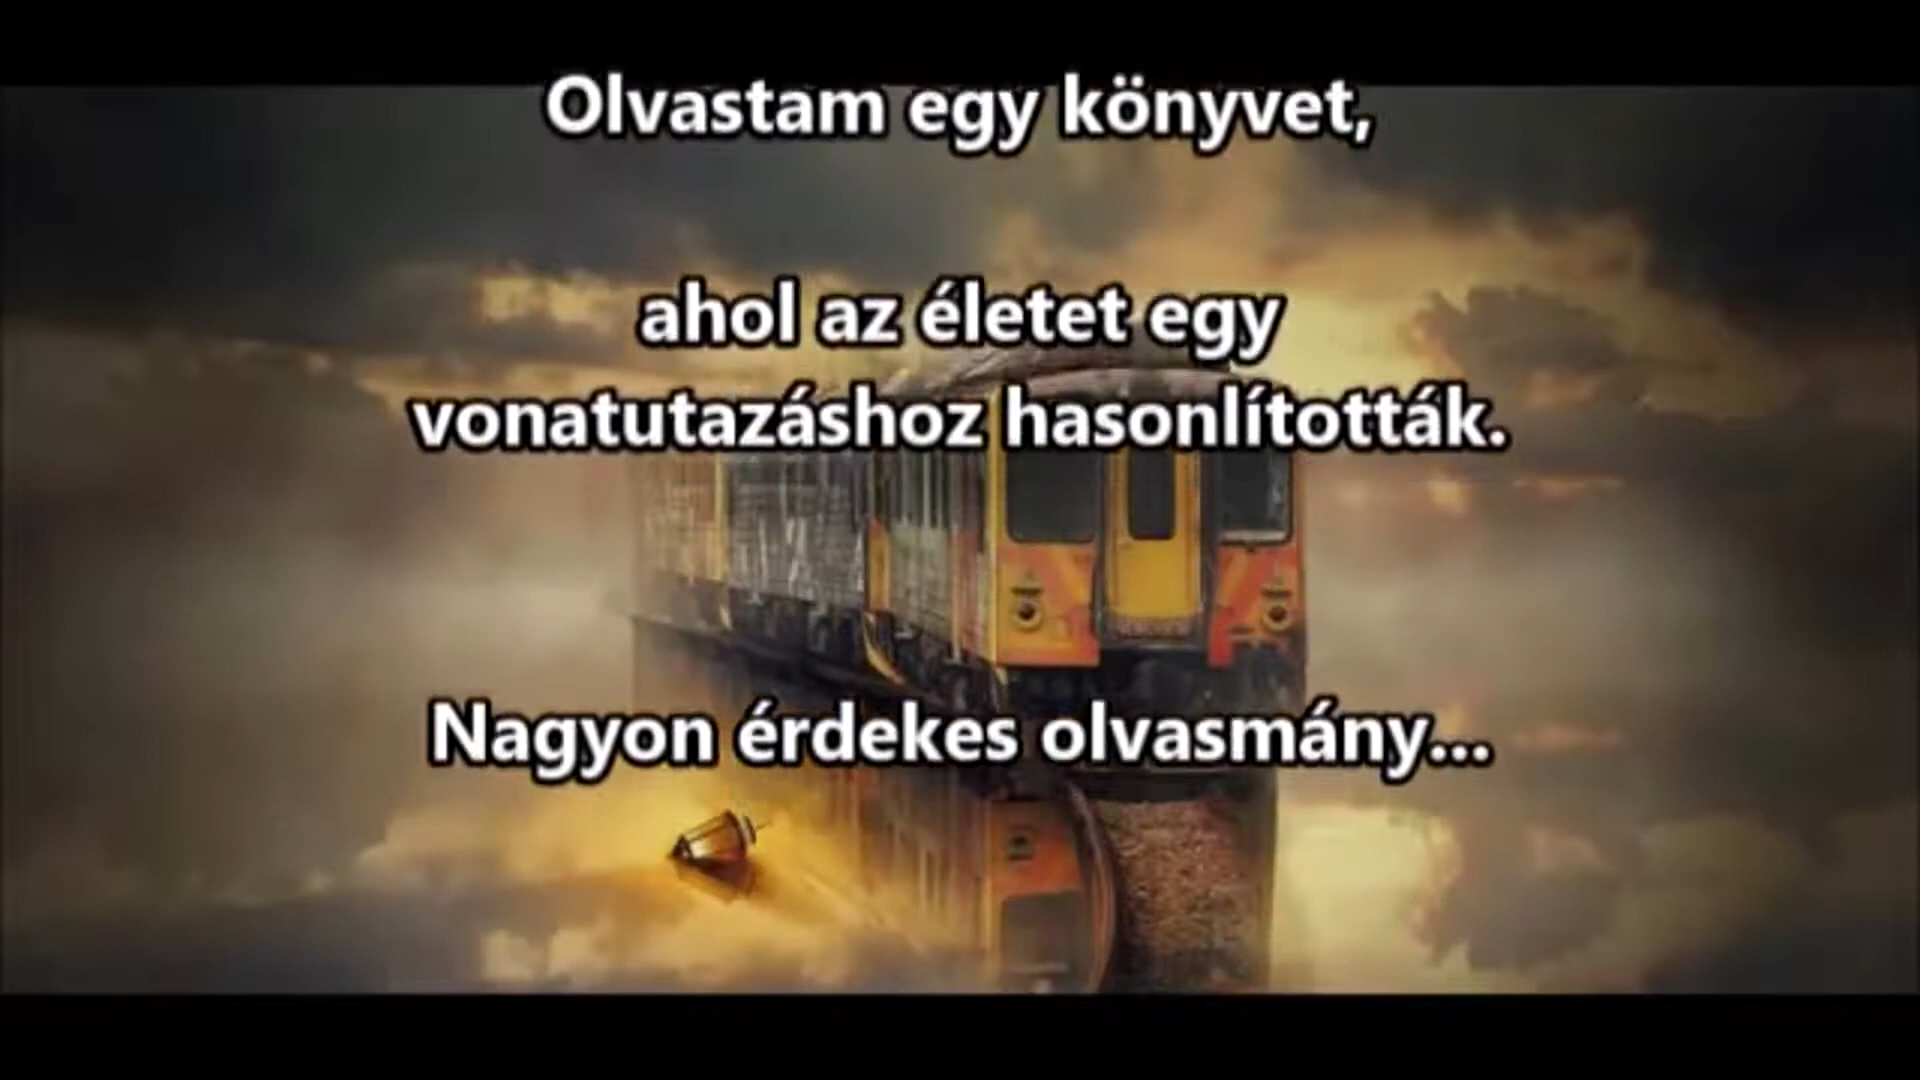 Olvastam egy könyvet,
ahol az életet egy
vonatutazáshoz hasonlították.
Nagyon érdekes olvasmány...